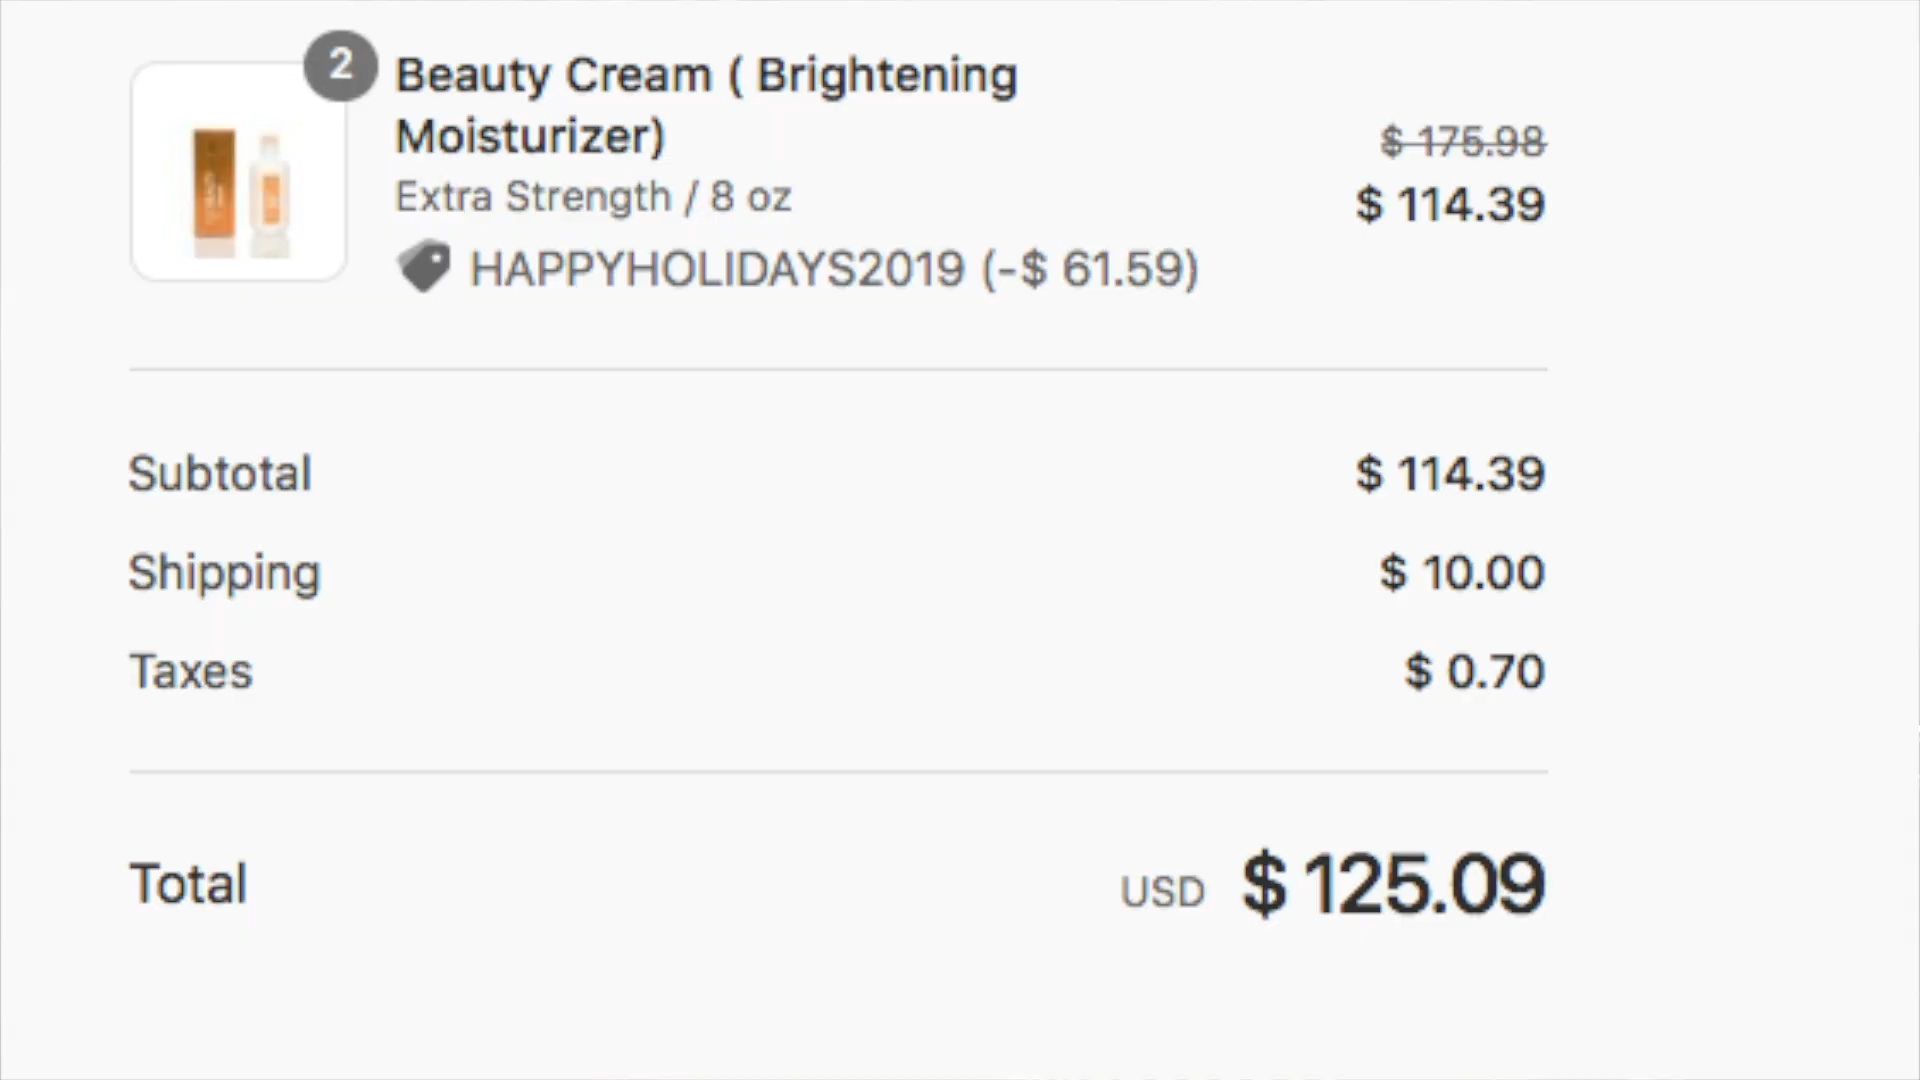 2
Beauty Cream ( Brightening
Moisturizer)
Extra Strength / 8 oz
HAPPYHOLIDAYS2019 (-$ 61.59)
$ 175.98
$ 114.39
Subtotal $ 114.39
Shipping $ 10.00
Taxes $ 0.70
Total USD $ 125.09